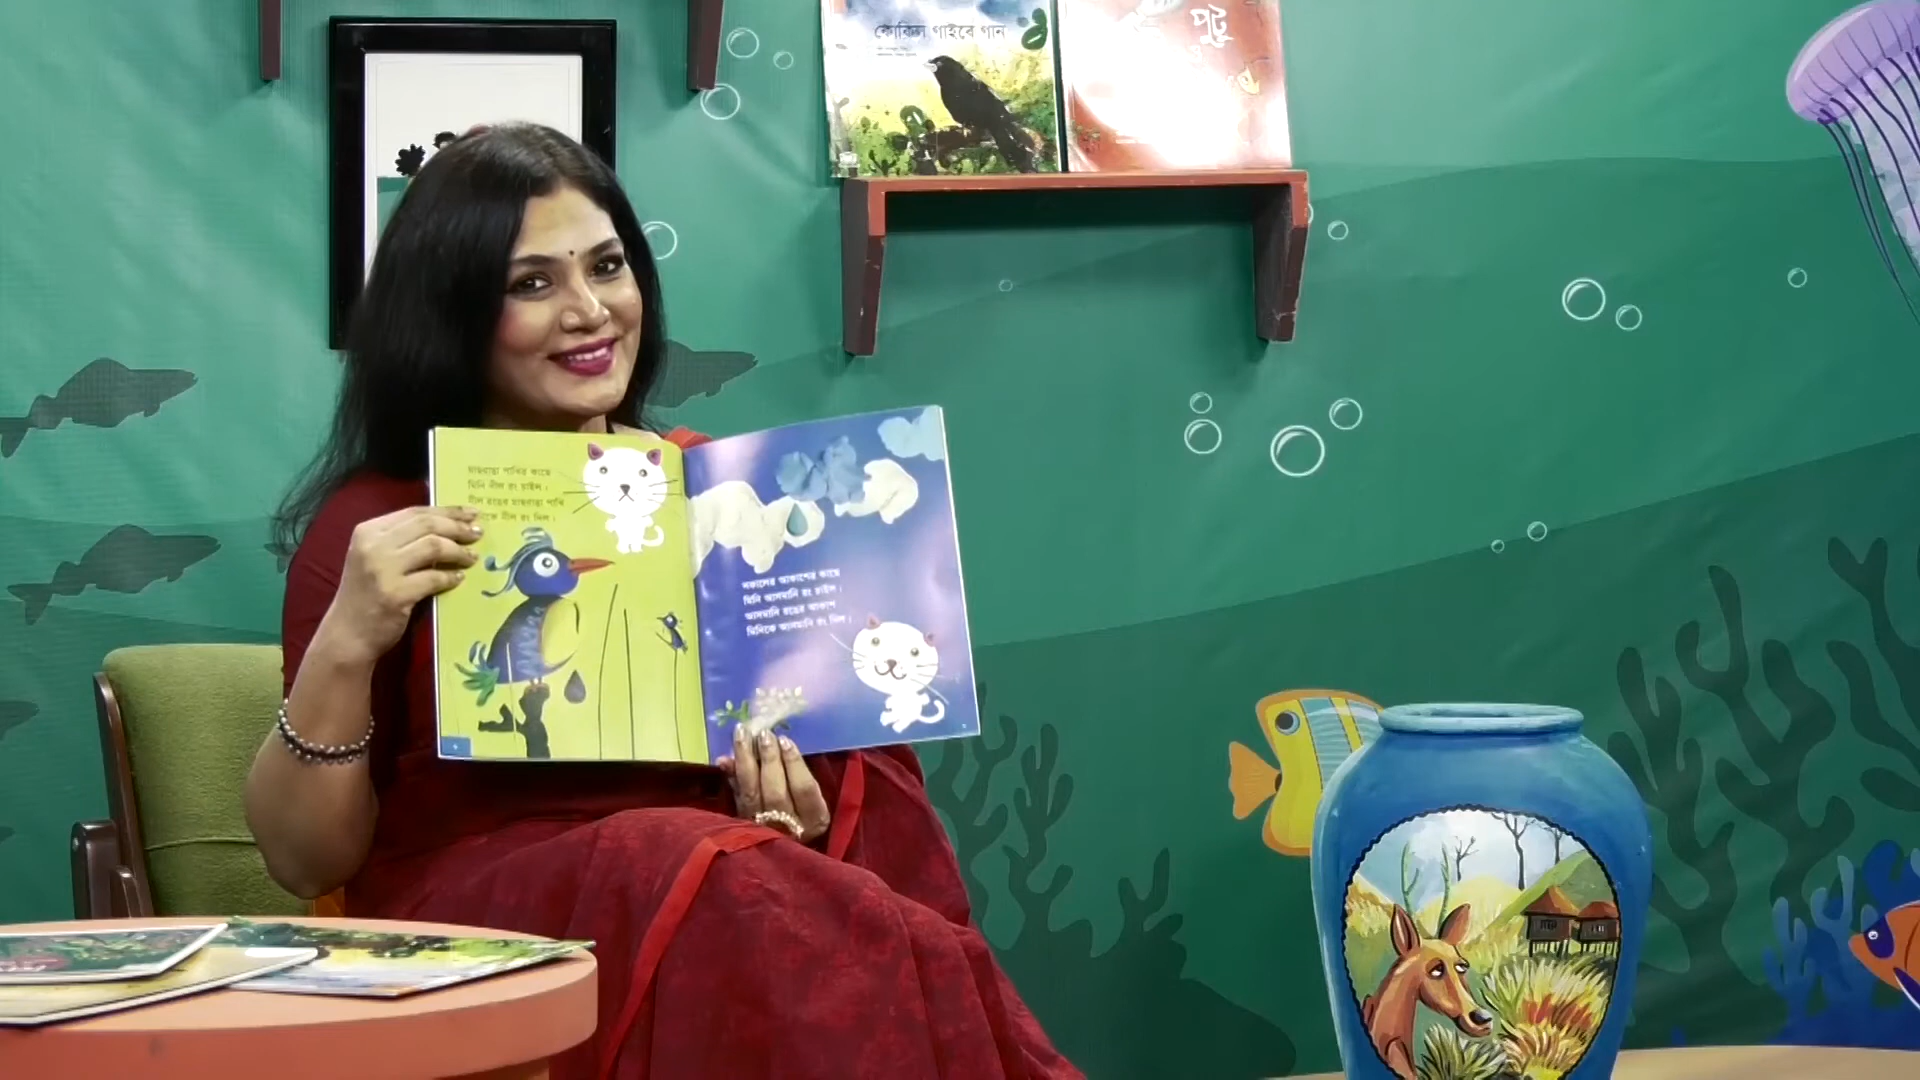 কোকিল গাইবে গান
পুটু
মাছরাঙা পাখির কাছে
মিনি নীল রং চাইল।
নীল রঙের মাছরাঙা পাখি
মিনিকে নীল রং দিল।
সকালের আকাশের কাছে
মিনি আসমানি রং চাইল।
আসমানি রঙের আকাশ
মিনিকে আসমানি রং দিল।